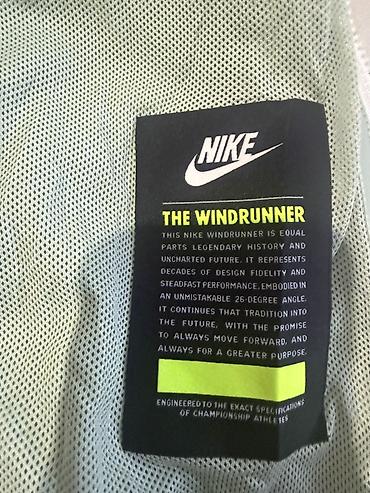 NIKE
THE WINDRUNNER
THIS NIKE WINDRUNNER IS EQUAL
PARTS LEGENDARY HISTORY AND
UNCHARTED FUTURE. IT REPRESENTS
DECADES OF DESIGN FIDELITY AND
STEADFAST PERFORMANCE, EMBODIED IN
AN UNMISTAKABLE 26-DEGREE ANGLE.
IT CONTINUES THAT TRADITION INTO
THE FUTURE, WITH THE PROMISE
TO ALWAYS MOVE FORWARD, AND
ALWAYS FOR A GREATER PURPOSE.
ENGINEERED TO THE EXACT SPECIFICATIONS
OF CHAMPIONSHIP ATHLETES